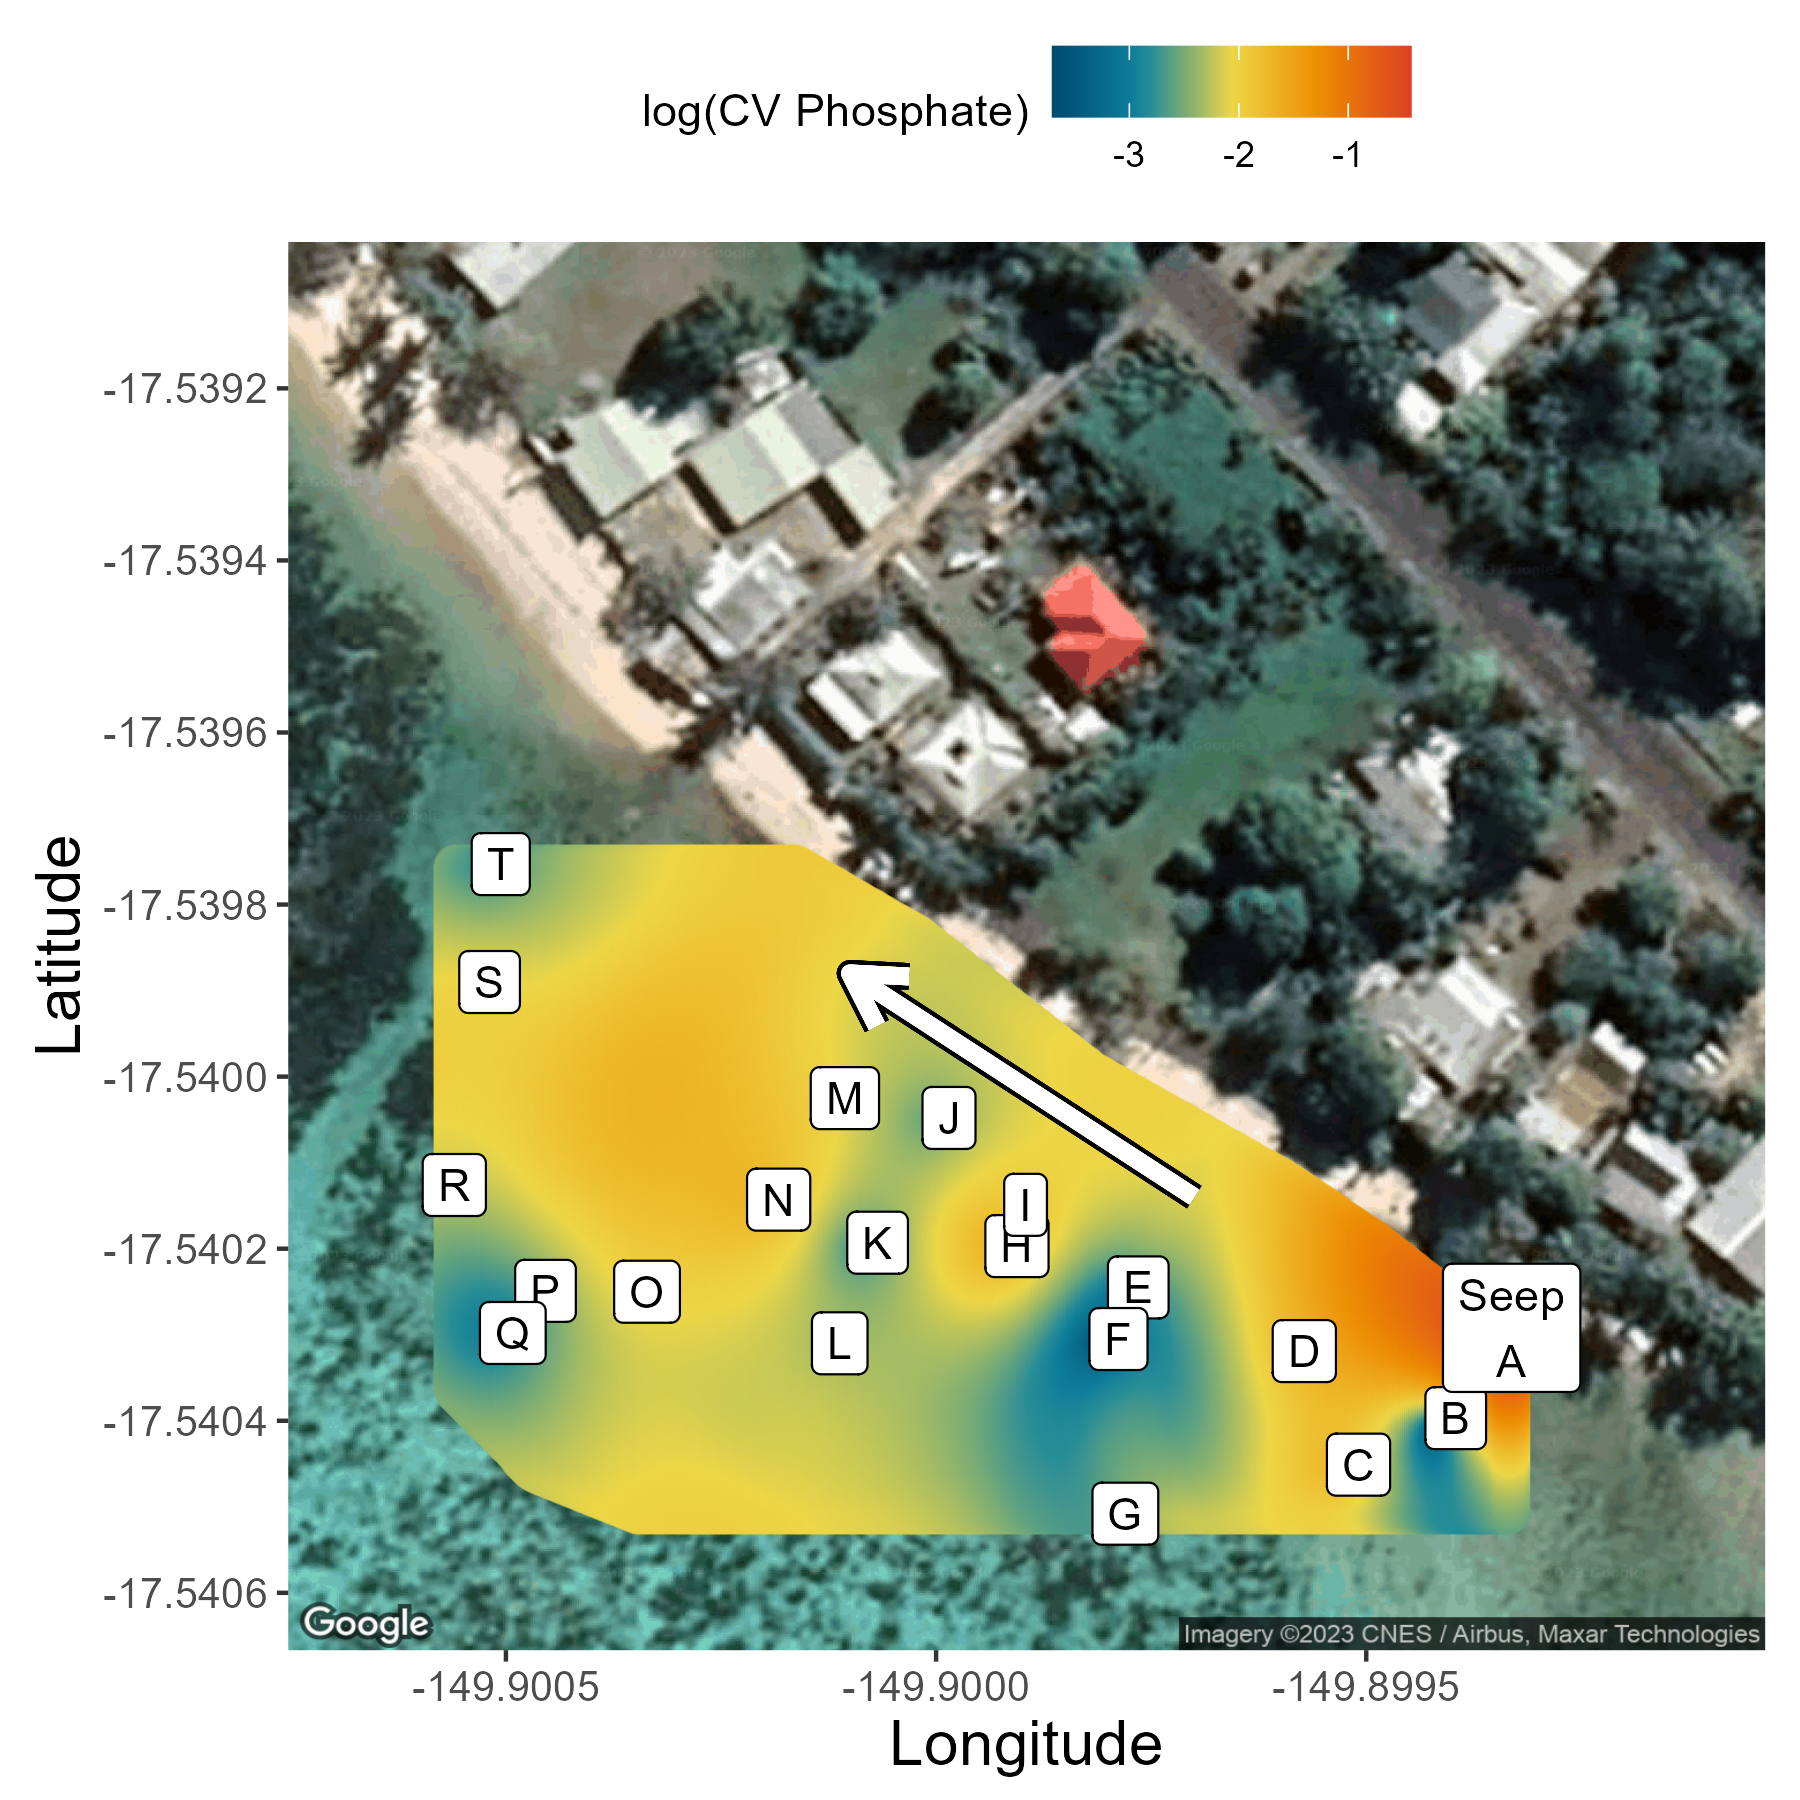 log(CV Phosphate)
-3 -2 -1
© 2023 Google
-17.5392
-17.5394
-17.5396
-17.5398
-17.5400
-17.5402
-17.5404
-17.5406
Latitude
T
S
M
J
R
N
I
K
H
E
P
O
Q
F
L
D
Seep
A
B
C
G
Google
Imagery ©2023 CNES / Airbus, Maxar Technologies
-149.9005 -149.9000 -149.8995
Longitude